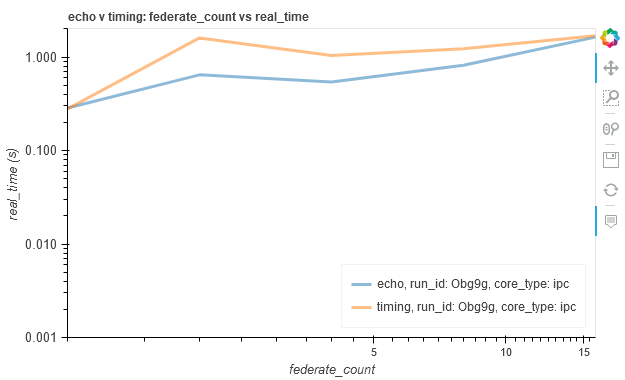 echo v timing: federate_count vs real_time
1.000
0.100
0.010
0.001
real_time (s)
echo, run_id: Obg9g, core_type: ipc
timing, run_id: Obg9g, core_type: ipc
5
10
15
federate_count